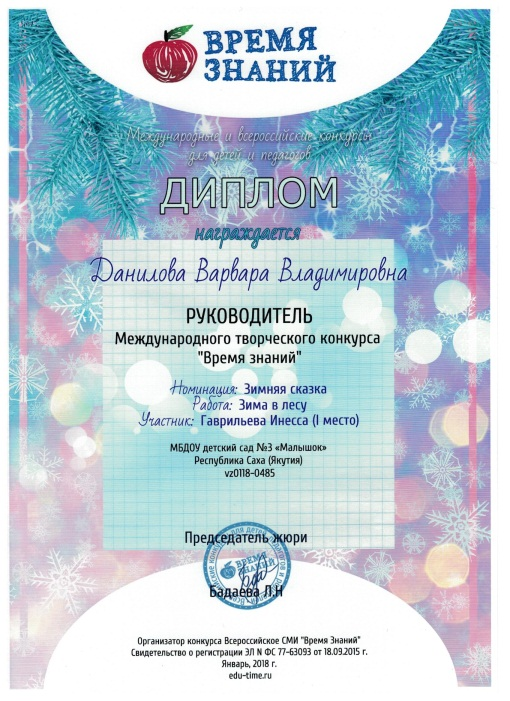 ВРЕМЯ
ЗНАНИЙ
Международные и всероссийские конкурсы
для детей и педагогов
ДИПЛОМ
награждается
Данилова Варвара Владимировна
РУКОВОДИТЕЛЬ
Международного творческого конкурса
"Время знаний"
Номинация: Зимняя сказка
Работа: Зима в лесу
Участник: Гаврильева Инесса (I место)
МБДОУ детский сад №3 «Малышок»
Республика Саха (Якутия)
vz0118-0485
Председатель жюри
ВРЕМЯ
ЗНАНИЙ
Бадаева Л.Н
Организатор конкурса Всероссийское СМИ "Время Знаний"
Свидетельство о регистрации ЭЛ N ФС 77-63093 от 18.09.2015 г.
Январь, 2018 г.
edu-time.ru